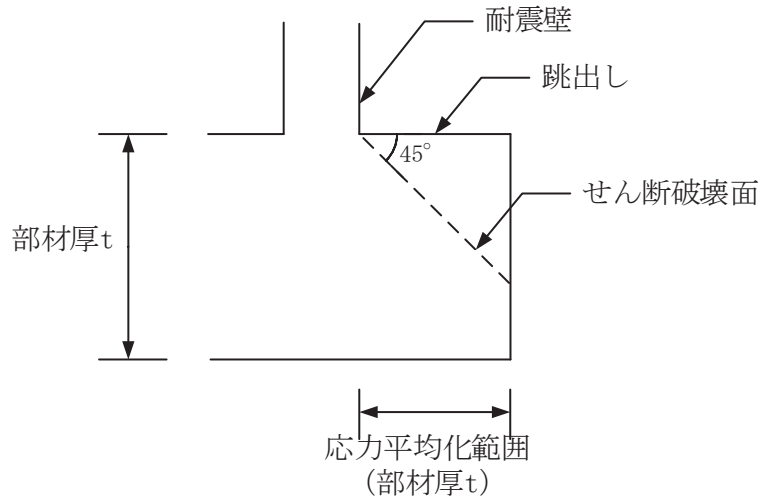 耐震壁
跳出し
45°
せん断破壊面
部材厚t
応力平均化範囲
(部材厚t)